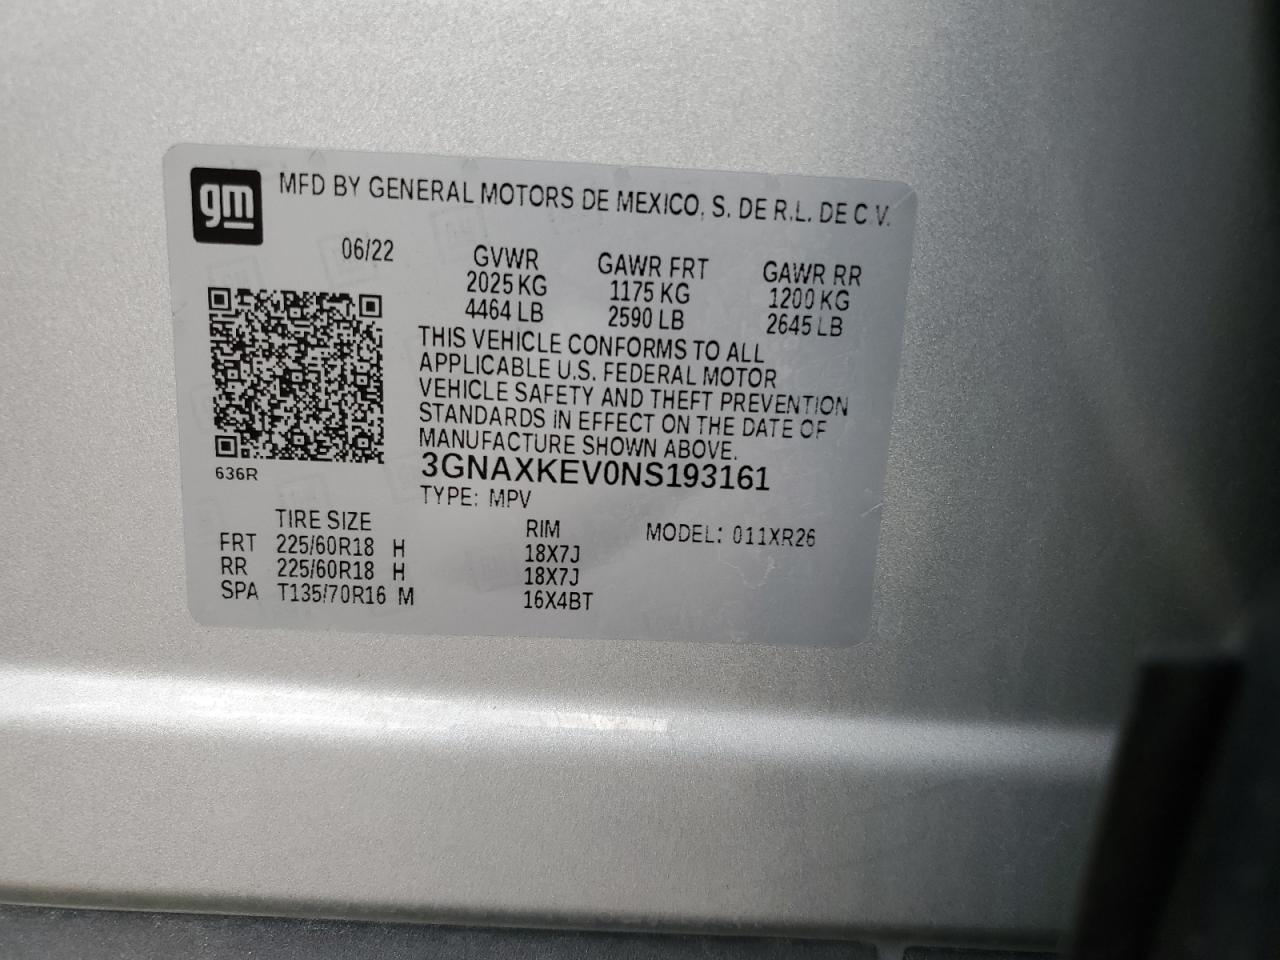 gm
MFD BY GENERAL MOTORS DE MEXICO, S. DE R.L. DE C.V.
06/22
GVWR GAWR FRT GAWR RR
2025 KG 1175 KG 1200 KG
4464 LB 2590 LB 2645 LB
THIS VEHICLE CONFORMS TO ALL
APPLICABLE U.S. FEDERAL MOTOR
VEHICLE SAFETY AND THEFT PREVENTION
STANDARDS IN EFFECT ON THE DATE OF
MANUFACTURE SHOWN ABOVE.
3GNAXKEV0NS193161
636R
TYPE: MPV
TIRE SIZE RIM MODEL: 011XR26
FRT 225/60R18 H 18X7J
RR 225/60R18 H 18X7J
SPA T135/70R16 M 16X4BT